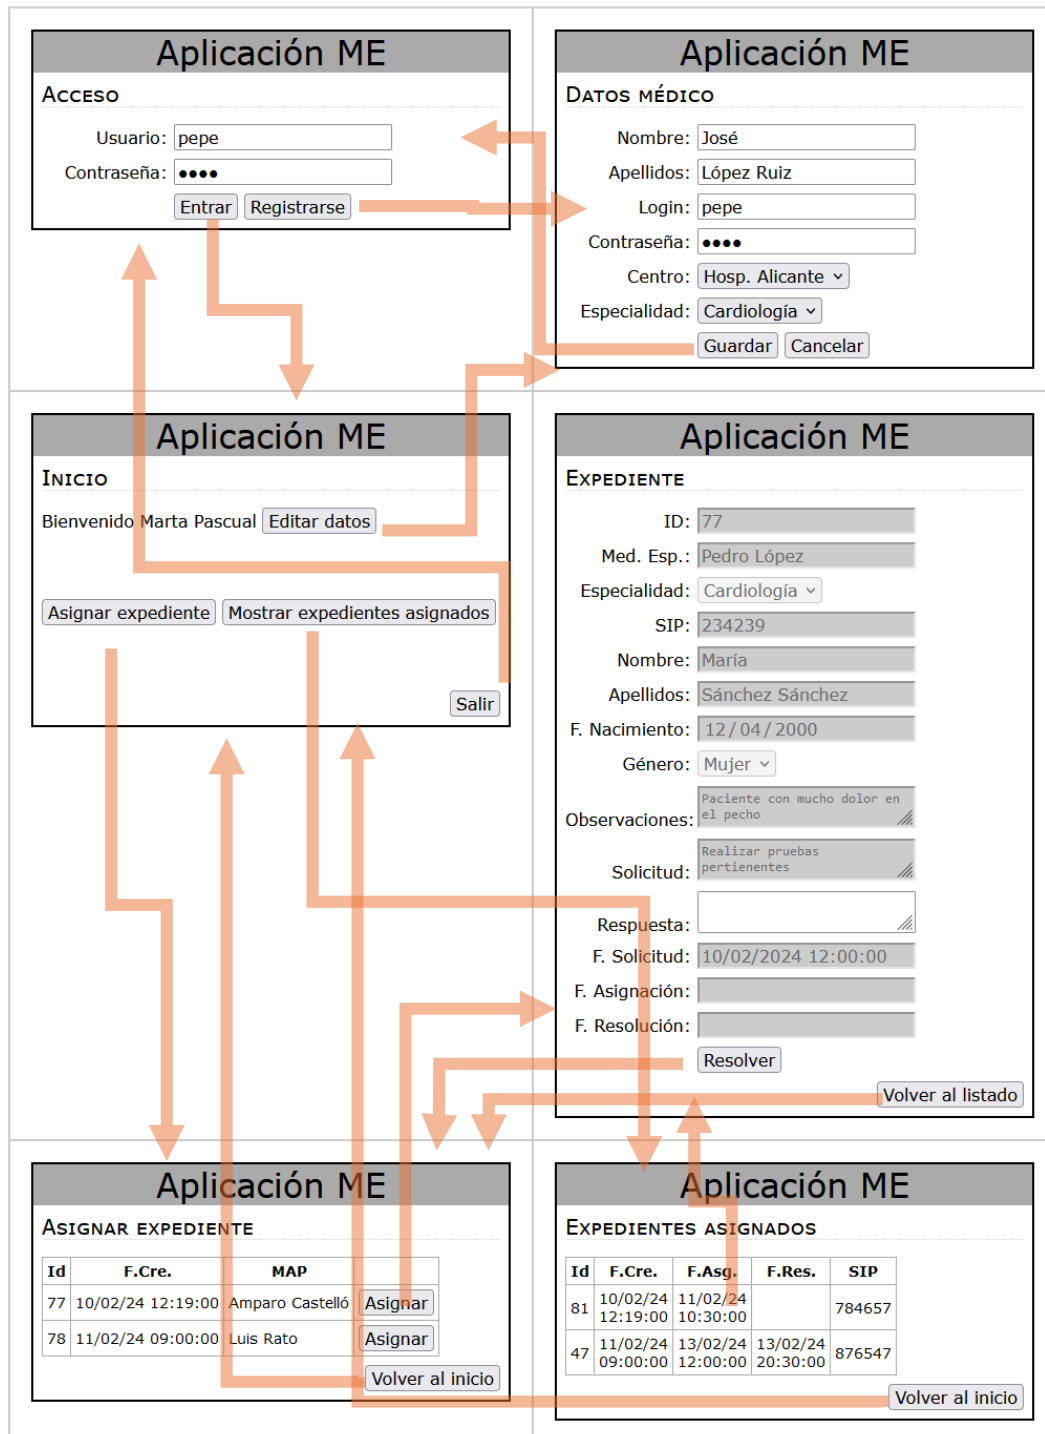 Aplicación ME
Acceso
Usuario: pepe
Contraseña: ●●●●
Entrar Registrarse
Aplicación ME
Datos médico
Nombre: José
Apellidos: López Ruiz
Login: pepe
Contraseña: ●●●●
Centro: Hosp. Alicante
Especialidad: Cardiología
Guardar Cancelar
Aplicación ME
Inicio
Bienvenido Marta Pascual Editar datos
Asignar expediente Mostrar expedientes asignados
Salir
Aplicación ME
Expediente
ID: 77
Med. Esp.: Pedro López
Especialidad: Cardiología
SIP: 234239
Nombre: María
Apellidos: Sánchez Sánchez
F. Nacimiento: 12/04/2000
Género: Mujer
Observaciones: Paciente con mucho dolor en
el pecho
Solicitud: Realizar pruebas
pertienentes
Respuesta:
F. Solicitud: 10/02/2024 12:00:00
F. Asignación:
F. Resolución:
Resolver
Volver al listado
Aplicación ME
Asignar expediente
Id F.Cre. MAP
77 10/02/24 12:19:00 Amparo Castelló Asignar
78 11/02/24 09:00:00 Luis Rato Asignar
Volver al inicio
Aplicación ME
Expedientes asignados
Id F.Cre. F.Asg. F.Res. SIP
81 10/02/24 12:19:00 11/02/24 10:30:00 784657
47 11/02/24 09:00:00 13/02/24 12:00:00 13/02/24 20:30:00 876547
Volver al inicio